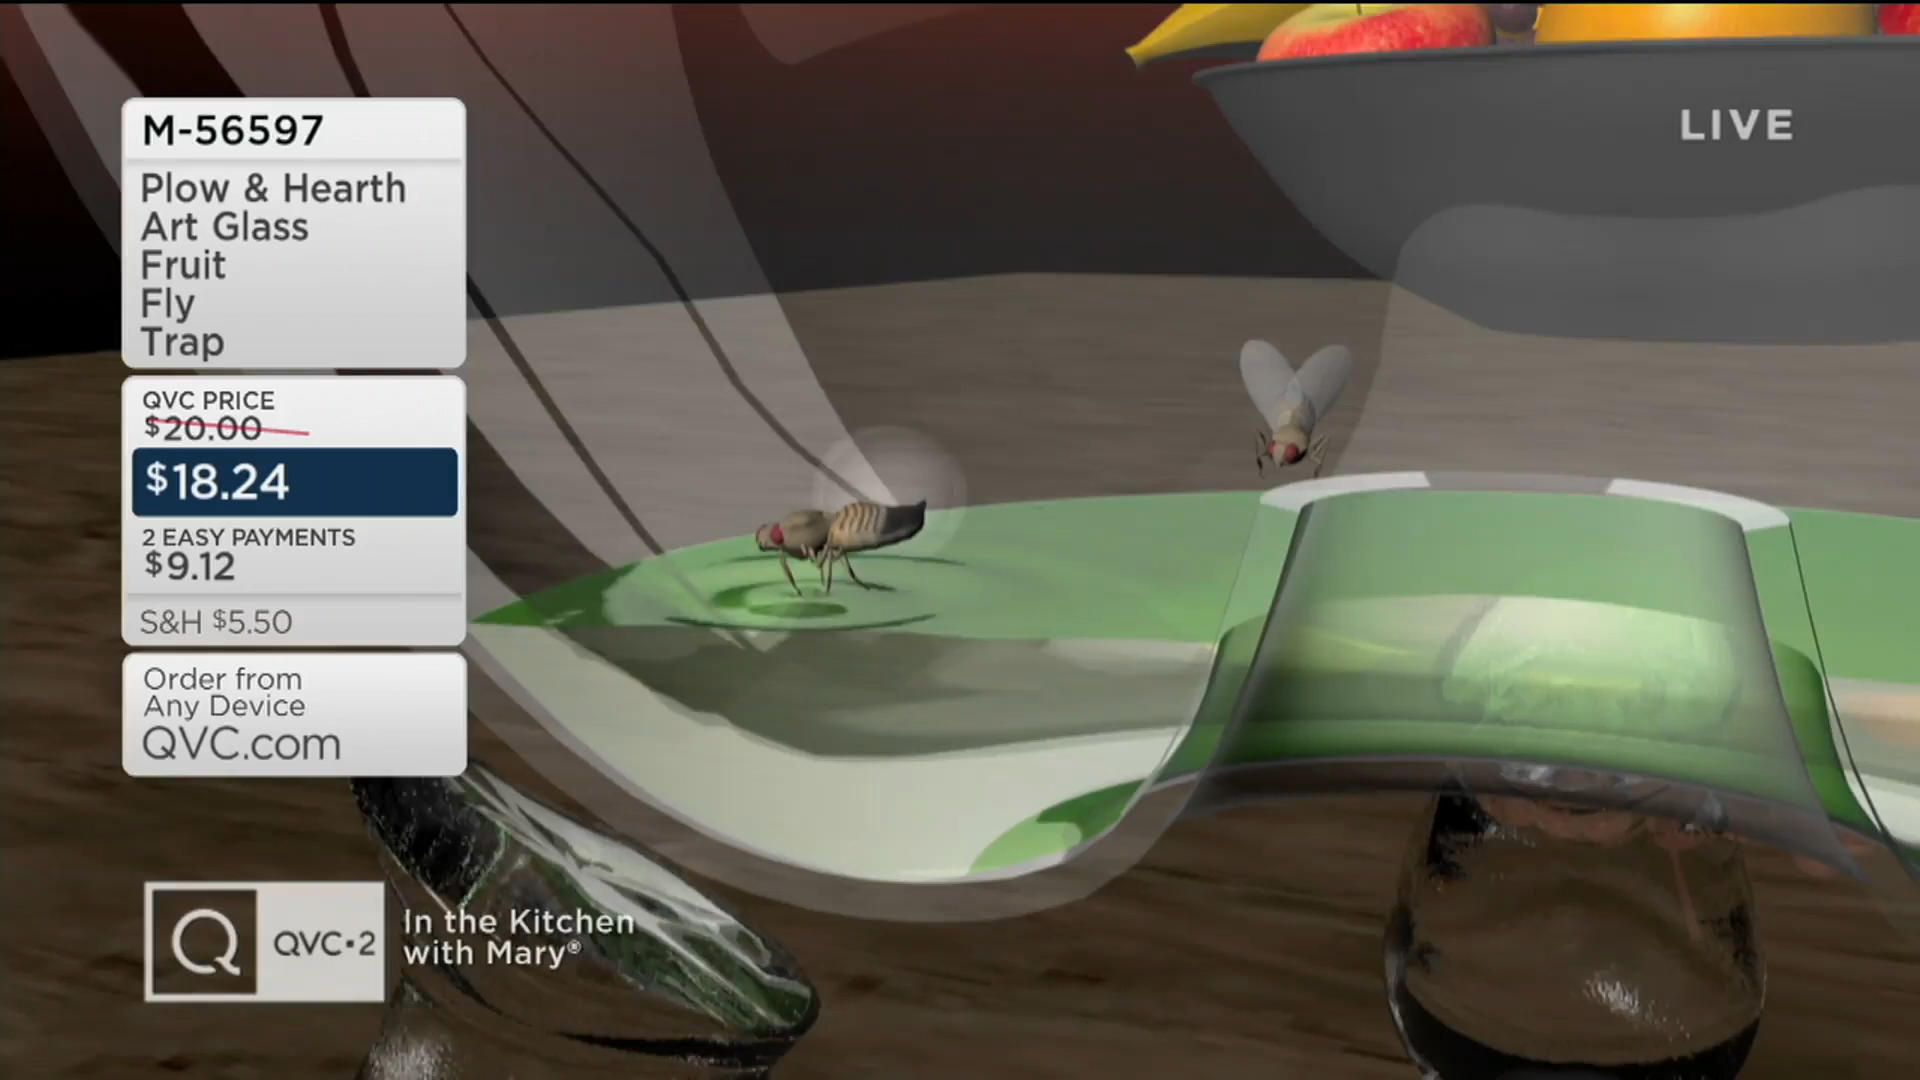 M-56597
Plow & Hearth
Art Glass
Fruit
Fly
Trap
QVC PRICE
$20.00
$18.24
2 EASY PAYMENTS
$9.12
S&H $5.50
Order from
Any Device
QVC.com
Q QVC•2
In the Kitchen
with Mary®
LIVE